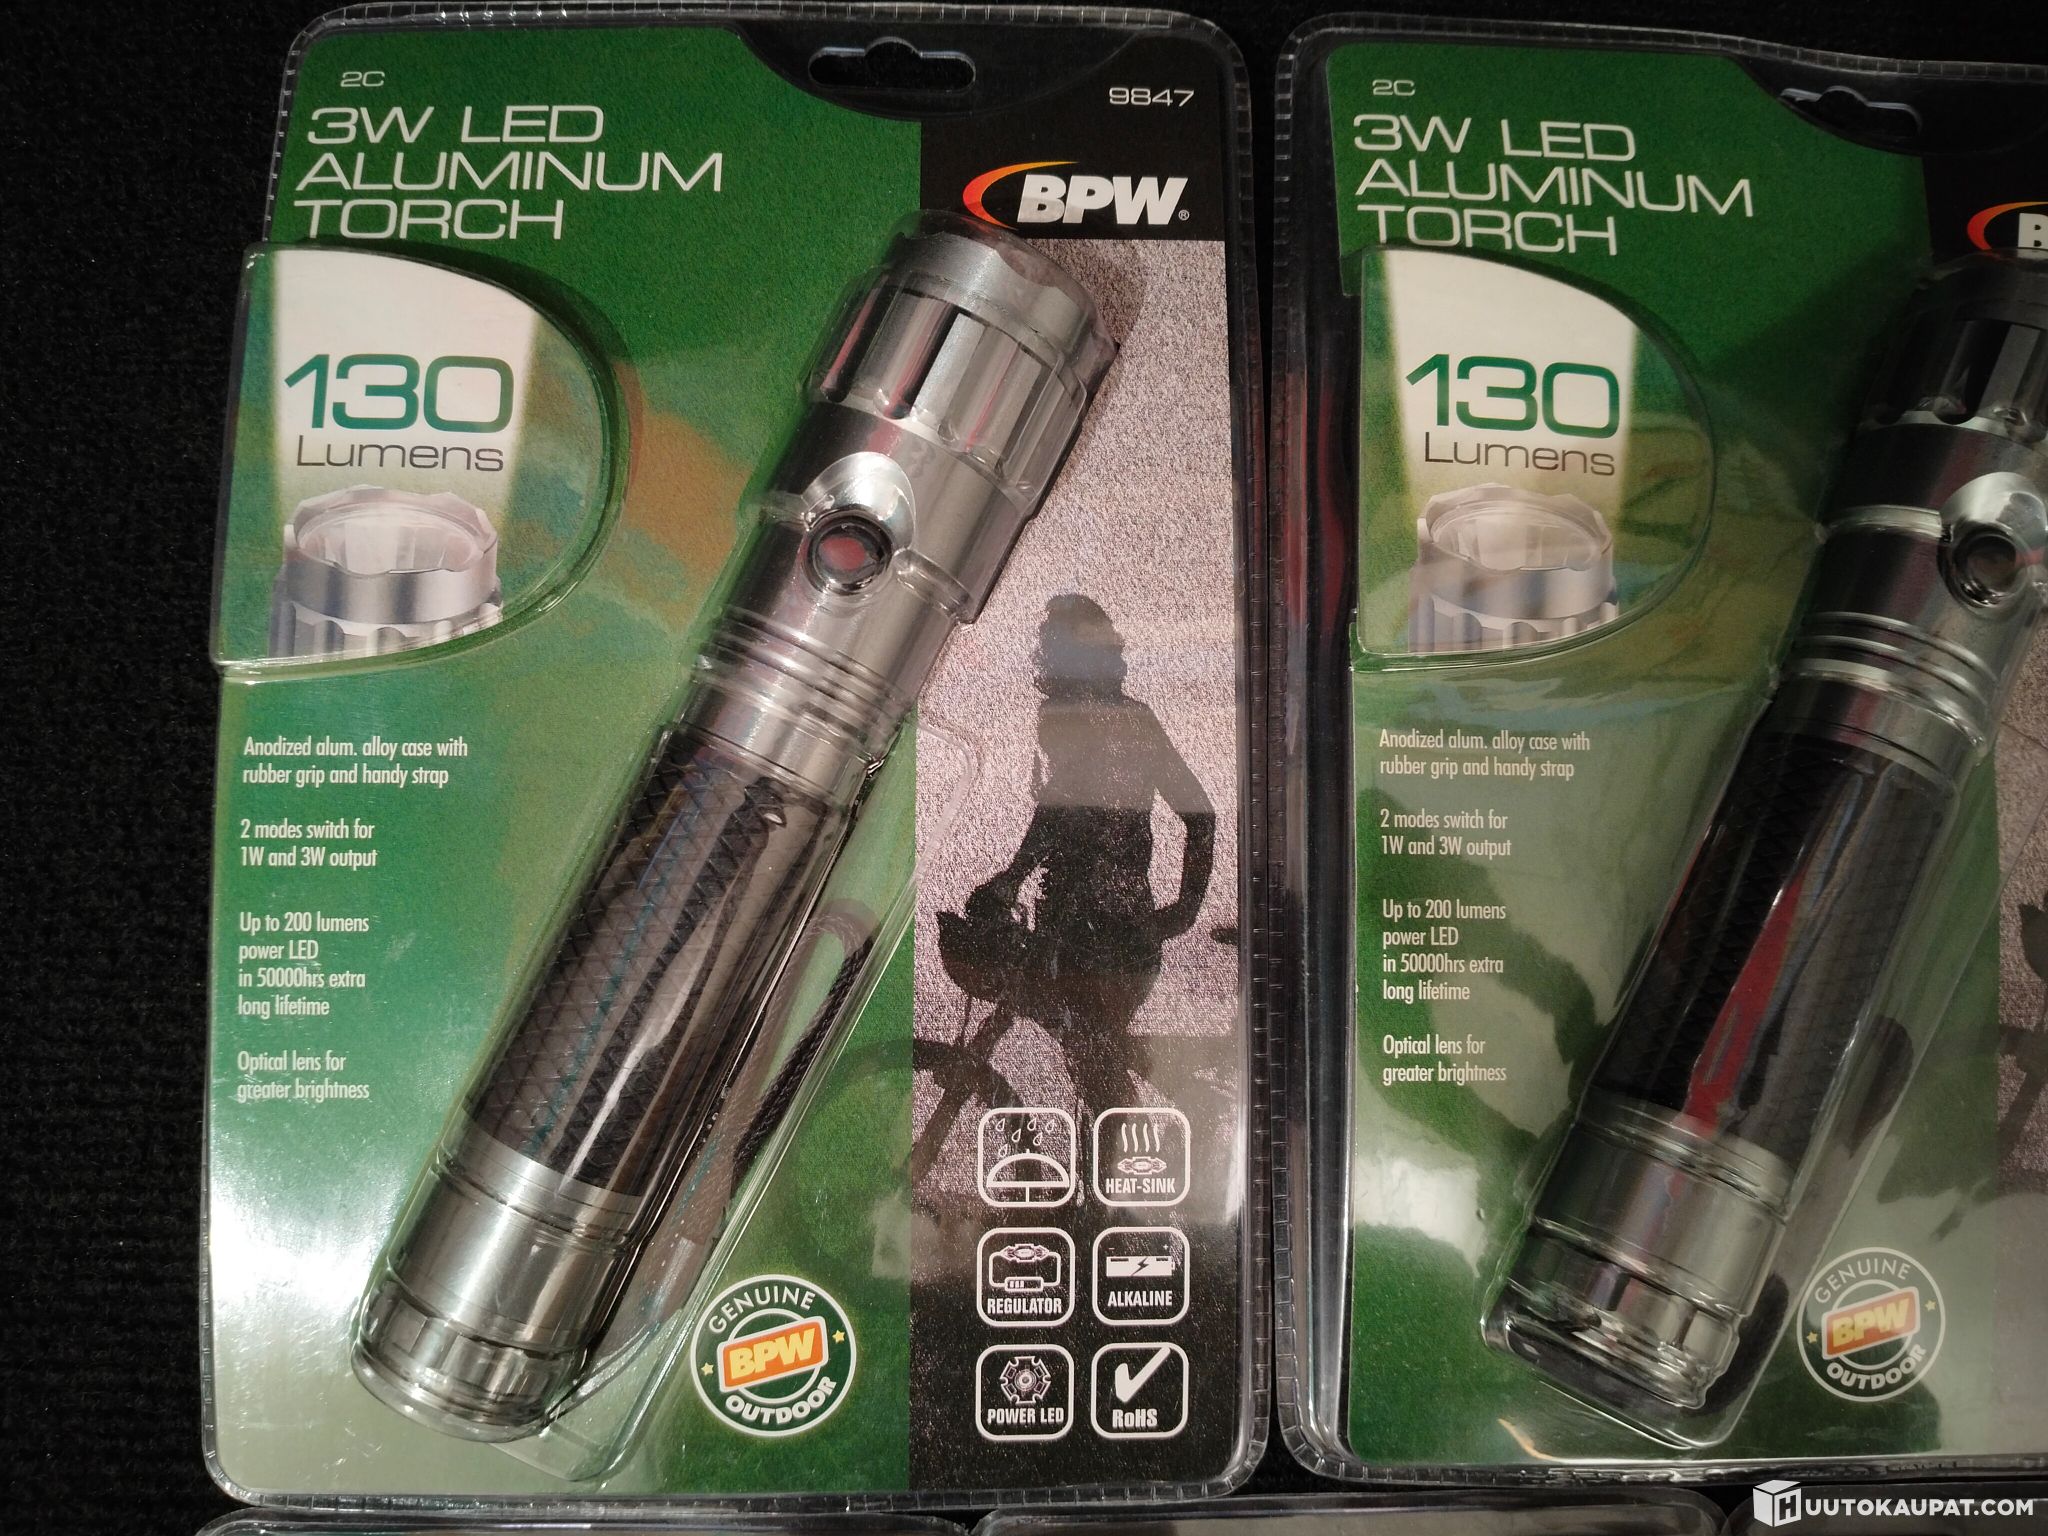 2C
3W LED
ALUMINUM
TORCH
9847
BPW®
130
Lumens
Anodized alum. alloy case with
rubber grip and handy strap
2 modes switch for
1W and 3W output
Up to 200 lumens
power LED
in 50000hrs extra
long lifetime
Optical lens for
greater brightness
HEAT-SINK
REGULATOR
ALKALINE
POWER LED
RoHS
GENUINE
BPW
OUTDOOR
2C
3W LED
ALUMINUM
TORCH
130
Lumens
Anodized alum. alloy case with
rubber grip and handy strap
2 modes switch for
1W and 3W output
Up to 200 lumens
power LED
in 50000hrs extra
long lifetime
Optical lens for
greater brightness
GENUINE
BPW
OUTDOOR
HUUTOKAUPAT.COM